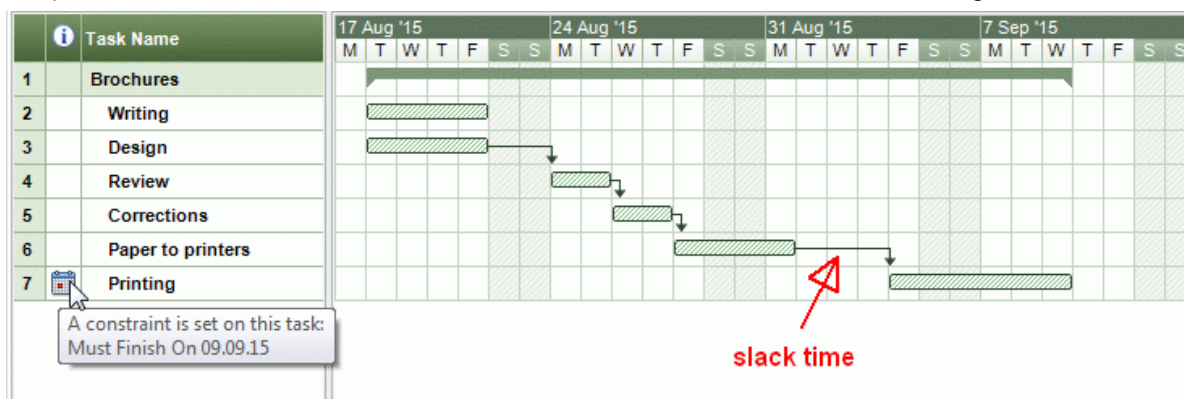 Task Name
17 Aug '15 24 Aug '15 31 Aug '15 7 Sep '15
M T W T F S S M T W T F S S M T W T F S S M T W T F S S
1 Brochures
2 Writing
3 Design
4 Review
5 Corrections
6 Paper to printers
7 Printing
A constraint is set on this task:
Must Finish On 09.09.15
slack time